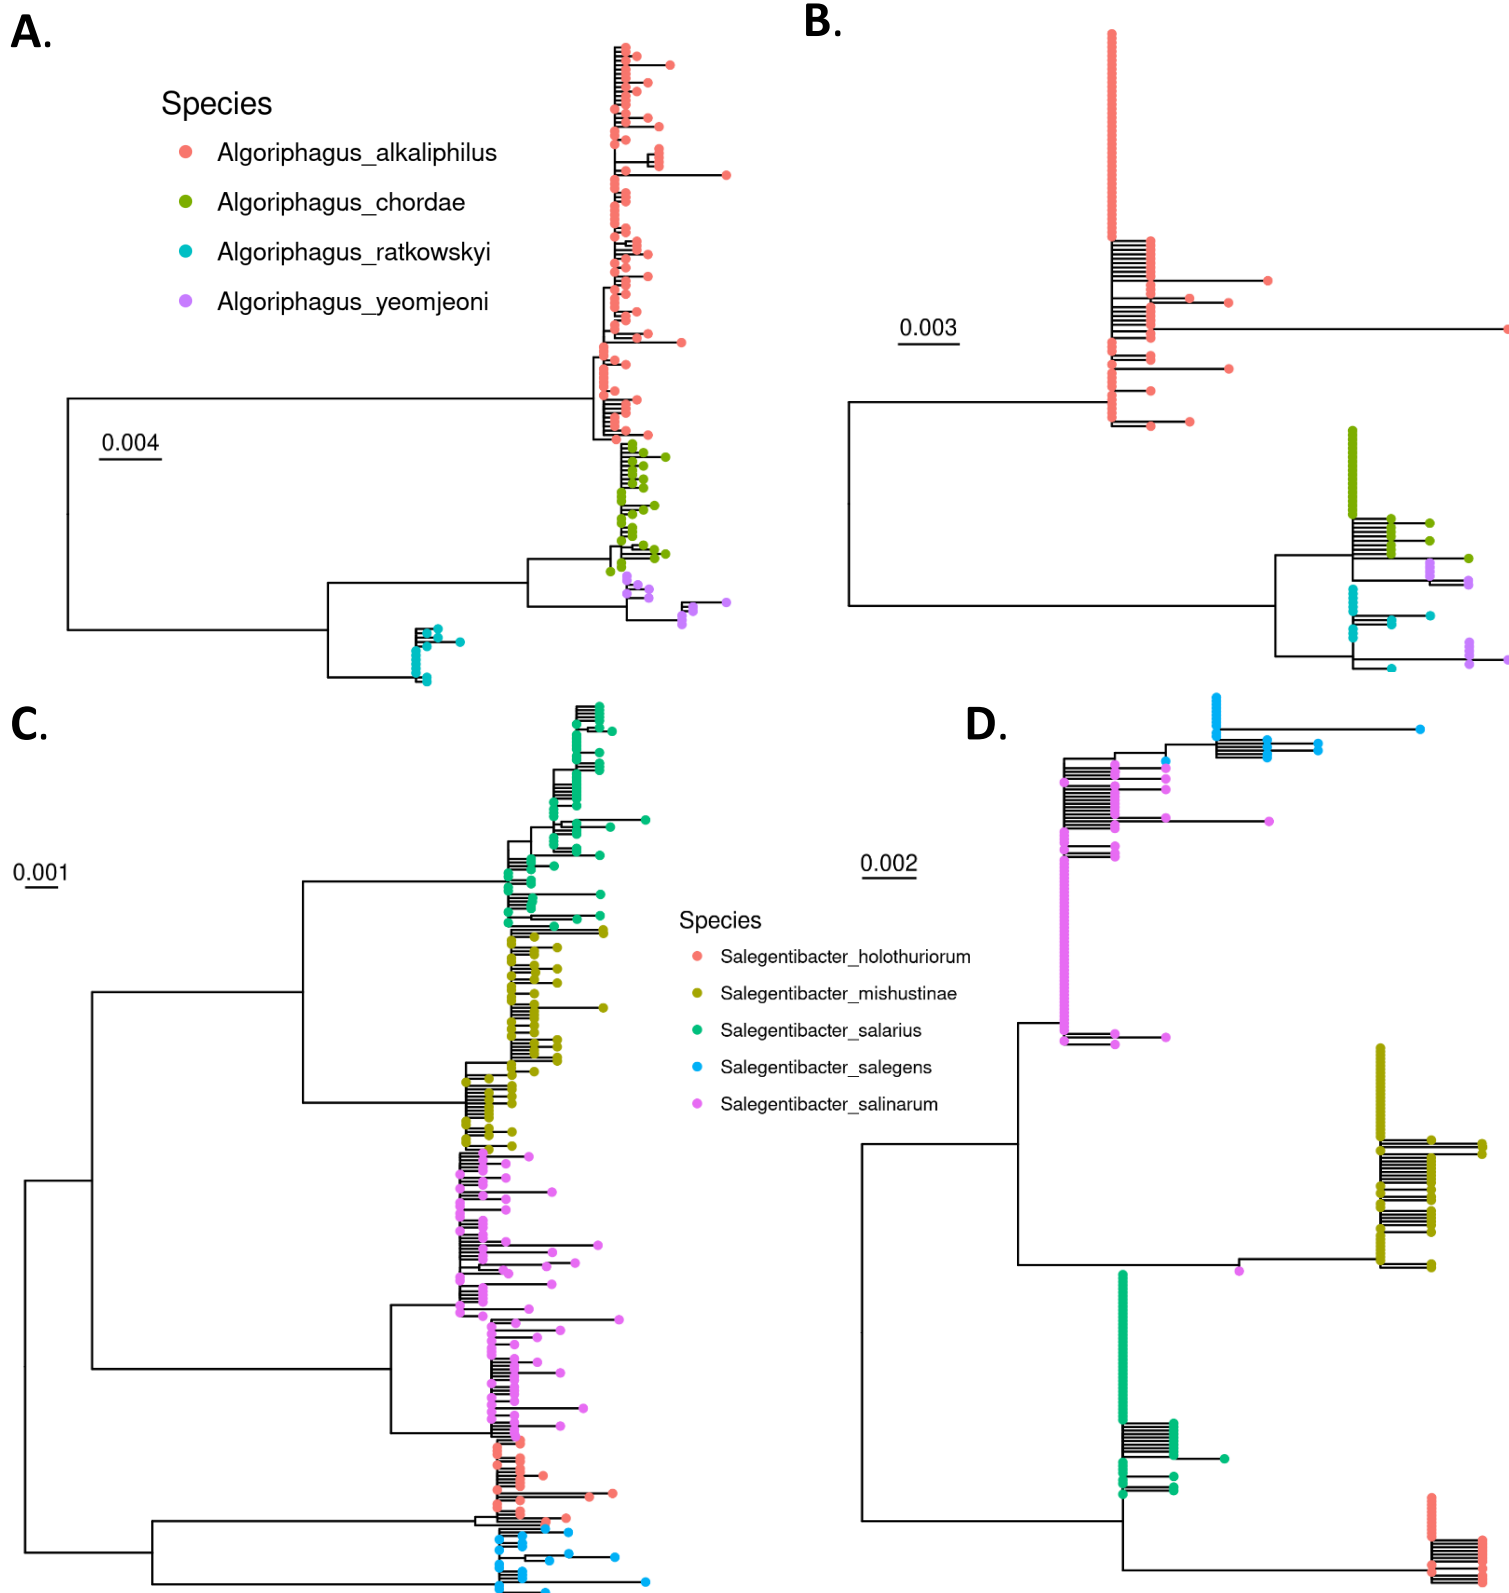 A.
Species
Algoriphagus_alkaliphilus
Algoriphagus_chordae
Algoriphagus_ratkowskyi
Algoriphagus_yeomjeoni
0.004
B.
0.003
C.
0.001
D.
0.002
Species
Salegentibacter_holothuriorum
Salegentibacter_mishustinae
Salegentibacter_salarius
Salegentibacter_salegens
Salegentibacter_salinarum